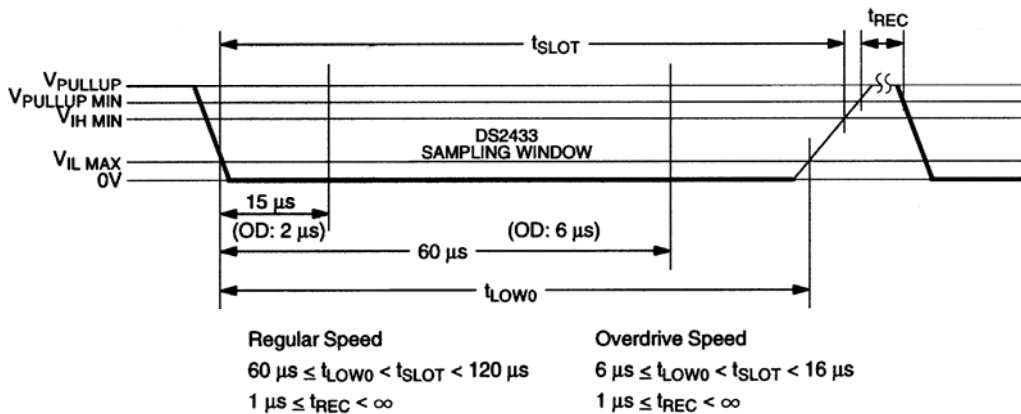 tREC
tSLOT
VPULLUP
VPULLUP MIN
VIH MIN
DS2433
SAMPLING WINDOW
VIL MAX
0V
15 µs
(OD: 2 µs)
(OD: 6 µs)
60 µs
tLOW0
Regular Speed
60 µs ≤ tLOW0 < tSLOT < 120 µs
1 µs ≤ tREC < ∞
Overdrive Speed
6 µs ≤ tLOW0 < tSLOT < 16 µs
1 µs ≤ tREC < ∞